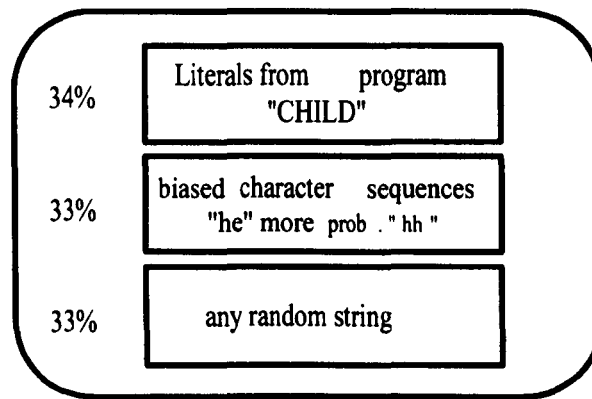 34%
Literals from program
"CHILD"
33%
biased character sequences
"he" more prob . " hh "
33%
any random string